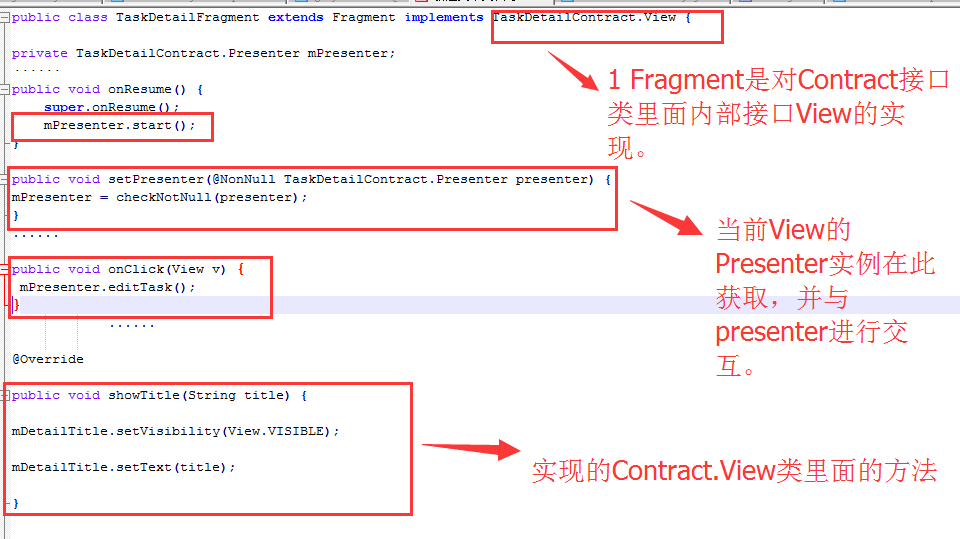 public class TaskDetailFragment extends Fragment implements TaskDetailContract.View {
private TaskDetailContract.Presenter mPresenter;
......
public void onResume() {
super.onResume();
mPresenter.start();
}
1 Fragment是对Contract接口
类里面内部接口View的实
现。
public void setPresenter(@NonNull TaskDetailContract.Presenter presenter) {
mPresenter = checkNotNull(presenter);
}
......
当前View的
Presenter实例在此
获取，并与
presenter进行交
互。
public void onClick(View v) {
mPresenter.editTask();
}
......
@Override
public void showTitle(String title) {
mDetailTitle.setVisibility(View.VISIBLE);
mDetailTitle.setText(title);
}
实现的Contract.View类里面的方法